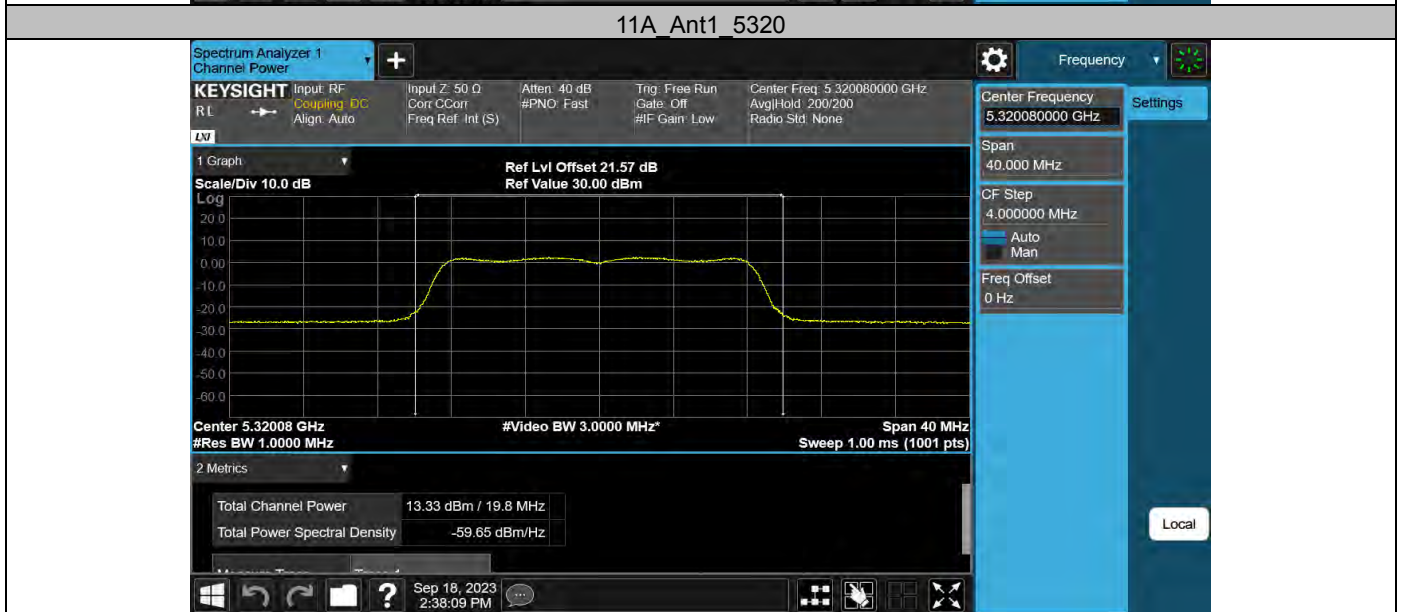 11A_Ant1_5320
Spectrum Analyzer 1
Channel Power
Frequency
KEYSIGHT
RL
LXI
Input: RF
Coupling: DC
Align: Auto
Input Z: 50 Ω
Corr CCorr
Freq Ref: Int (S)
Atten: 40 dB
#PNO: Fast
Trig: Free Run
Gate: Off
#IF Gain: Low
Center Freq: 5.320080000 GHz
Avg|Hold: 200/200
Radio Std: None
Center Frequency
5.320080000 GHz
Settings
Span
40.000 MHz
CF Step
4.000000 MHz
Auto
Man
Freq Offset
0 Hz
1 Graph
Scale/Div 10.0 dB
Ref Lvl Offset 21.57 dB
Ref Value 30.00 dBm
Log
20.0
10.0
0.00
-10.0
-20.0
-30.0
-40.0
-50.0
-60.0
Center 5.32008 GHz
#Res BW 1.0000 MHz
#Video BW 3.0000 MHz*
Span 40 MHz
Sweep 1.00 ms (1001 pts)
2 Metrics
Total Channel Power 13.33 dBm / 19.8 MHz
Total Power Spectral Density -59.65 dBm/Hz
Local
Sep 18, 2023
2:38:09 PM